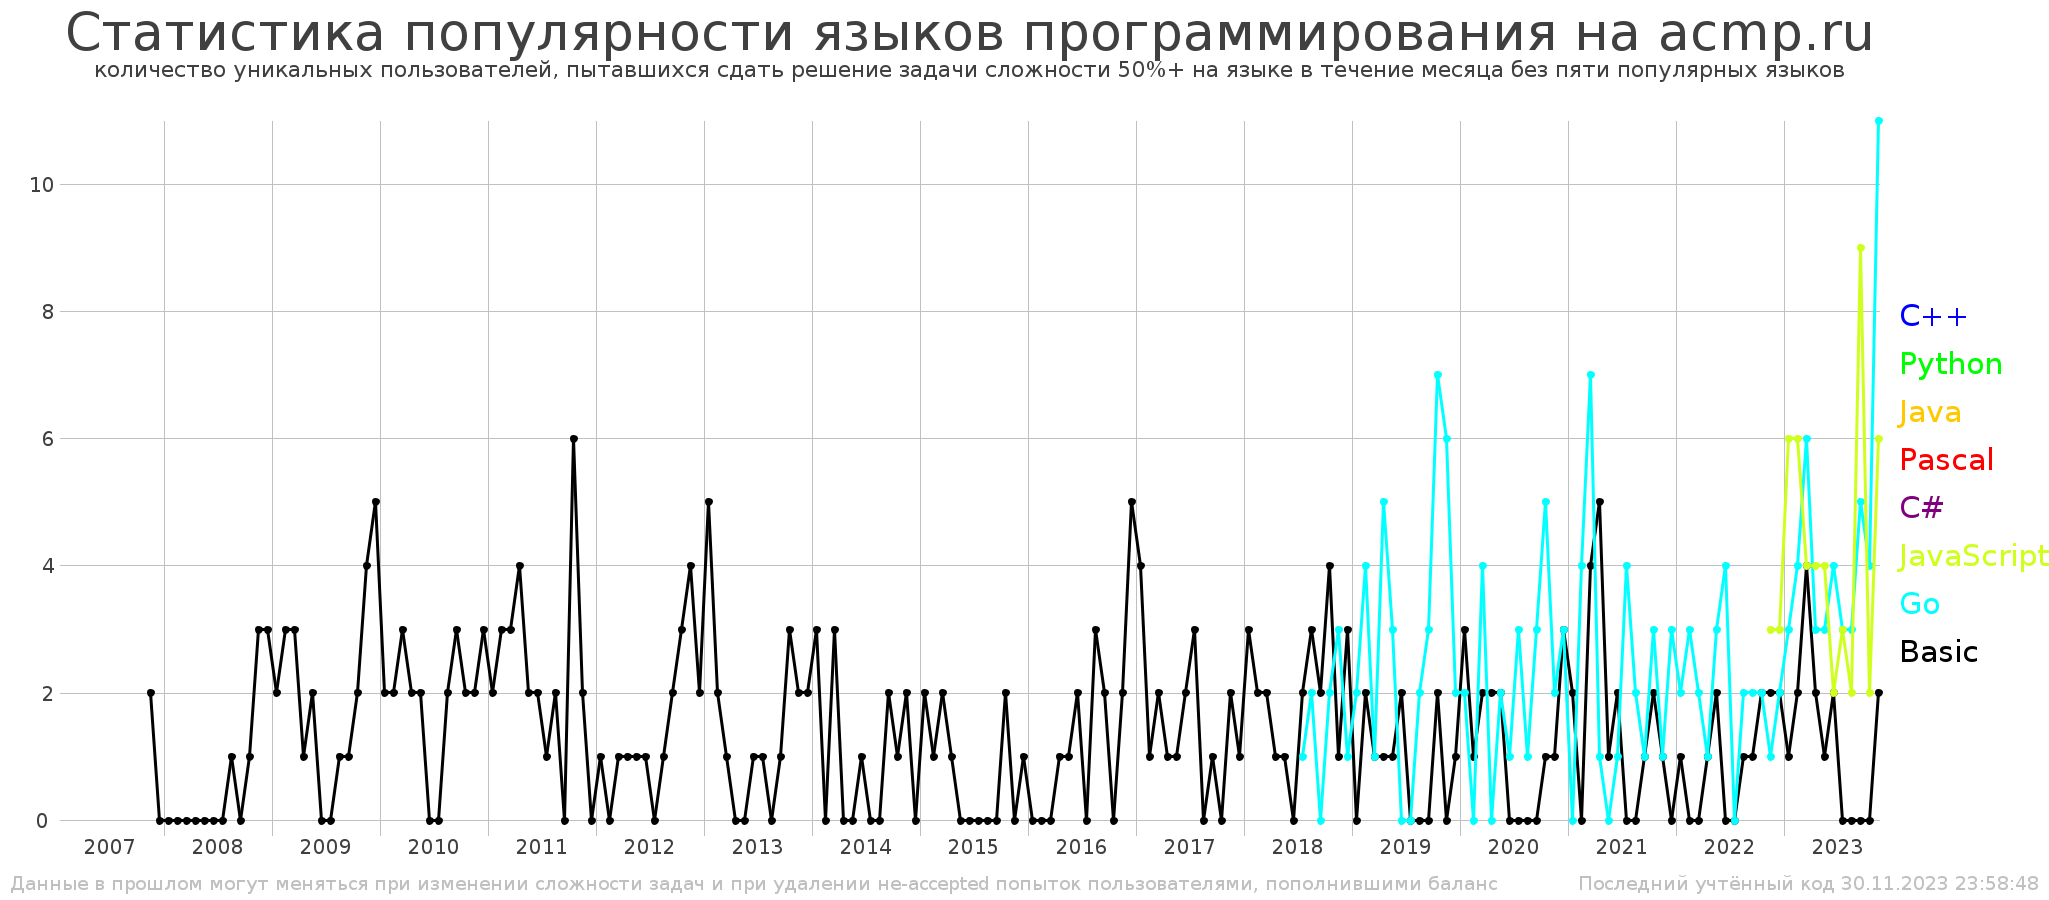 Статистика популярности языков программирования на acmp.ru
количество уникальных пользователей, пытавшихся сдать решение задачи сложности 50%+ на языке в течение месяца без пяти популярных языков
10
8
6
4
2
0
C++
Python
Java
Pascal
C#
JavaScript
Go
Basic
2007 2008 2009 2010 2011 2012 2013 2014 2015 2016 2017 2018 2019 2020 2021 2022 2023
Данные в прошлом могут меняться при изменении сложности задач и при удалении не-accepted попыток пользователями, пополнившими баланс
Последний учтённый код 30.11.2023 23:58:48